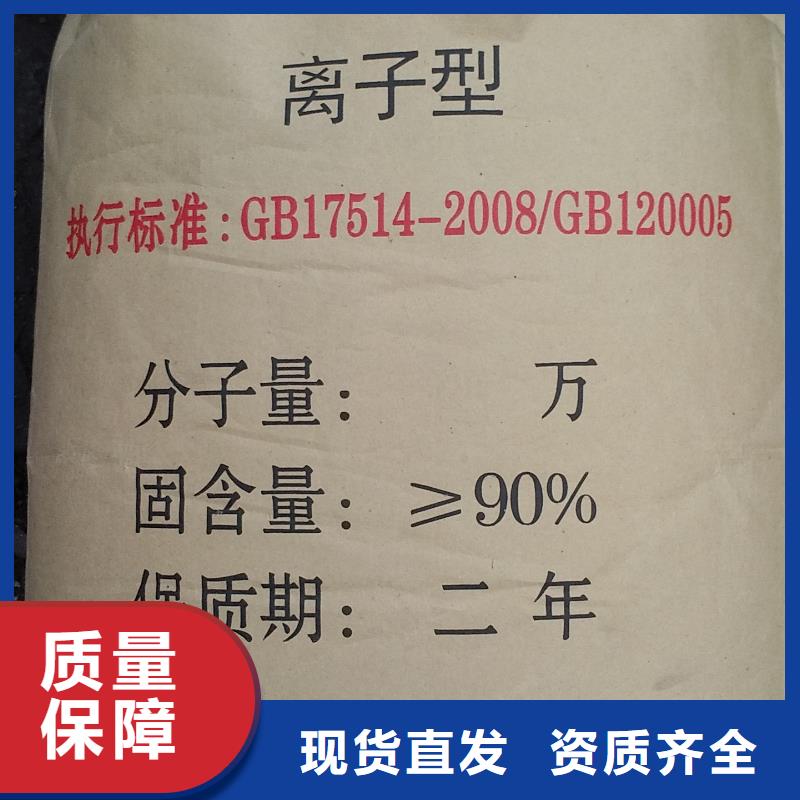 离子型
执行标准:GB17514-2008/GB120005
分子量: 万
固含量: ≥90%
保质期: 二年
质量
保障
现货直发 资质齐全